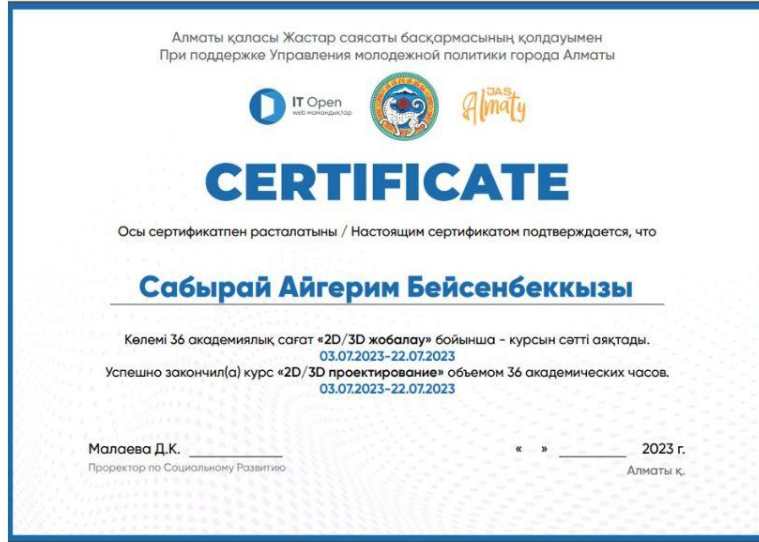 Алматы қаласы Жастар саясаты басқармасының қолдауымен
При поддержке Управления молодежной политики города Алматы
IT Open
web мамандықтар
JAS
Almaty
CERTIFICATE
Осы сертификатпен расталатыны / Настоящим сертификатом подтверждается, что
Сабырай Айгерим Бейсенбеккызы
Көлемі 36 академиялық сағат «2D/3D жобалау» бойынша - курсын сәтті аяқтады.
03.07.2023-22.07.2023
Успешно закончил(а) курс «2D/3D проектирование» объемом 36 академических часов.
03.07.2023-22.07.2023
Малаева Д.К. ____________ « » ________ 2023 г.
Проректор по Социальному Развитию Алматы қ.